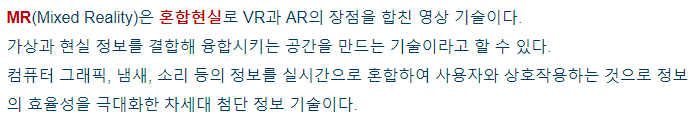 MR(Mixed Reality)은 혼합현실로 VR과 AR의 장점을 합친 영상 기술이다.
가상과 현실 정보를 결합해 융합시키는 공간을 만드는 기술이라고 할 수 있다.
컴퓨터 그래픽, 냄새, 소리 등의 정보를 실시간으로 혼합하여 사용자와 상호작용하는 것으로 정보
의 효율성을 극대화한 차세대 첨단 정보 기술이다.